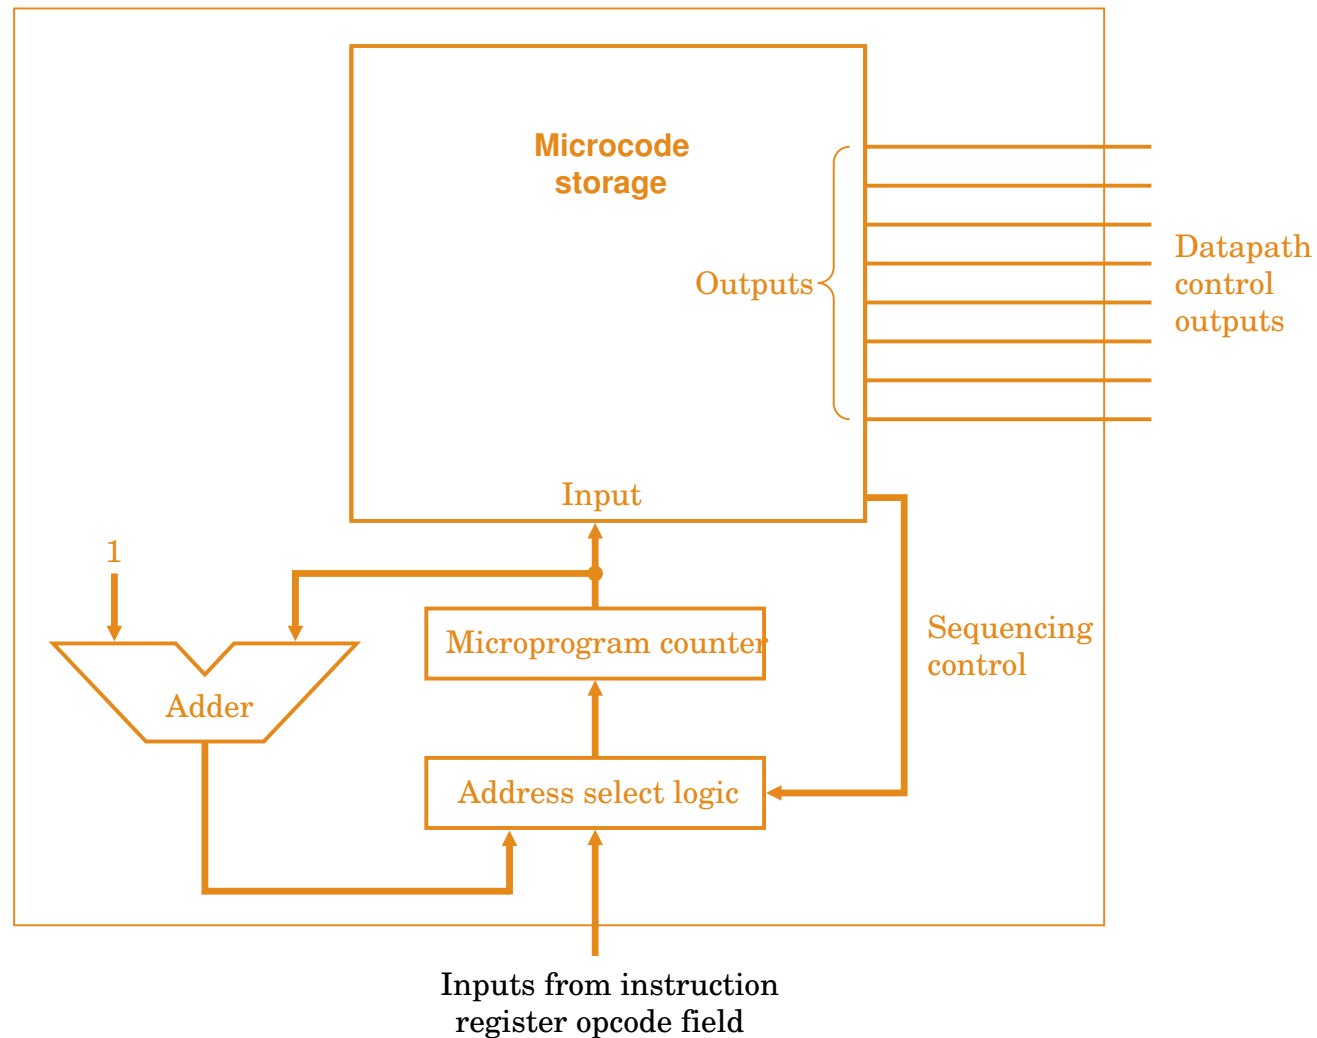 Microcode
storage
Outputs
Datapath
control
outputs
Input
1
Microprogram counter
Sequencing
control
Adder
Address select logic
Inputs from instruction
register opcode field